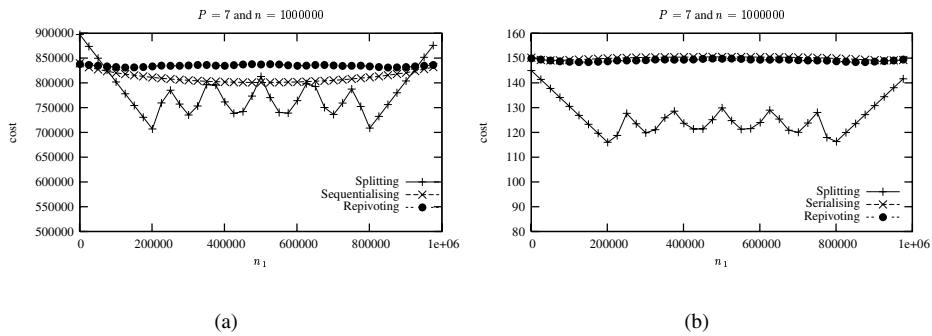 P = 7 and n = 1000000
900000
850000
800000
750000
700000
650000
600000
550000
500000
cost
Splitting
Sequentialising
Repivoting
0
200000
400000
600000
800000
1e+06
n1
(a)
P = 7 and n = 1000000
160
150
140
130
120
110
100
90
80
cost
Splitting
Serialising
Repivoting
0
200000
400000
600000
800000
1e+06
n1
(b)